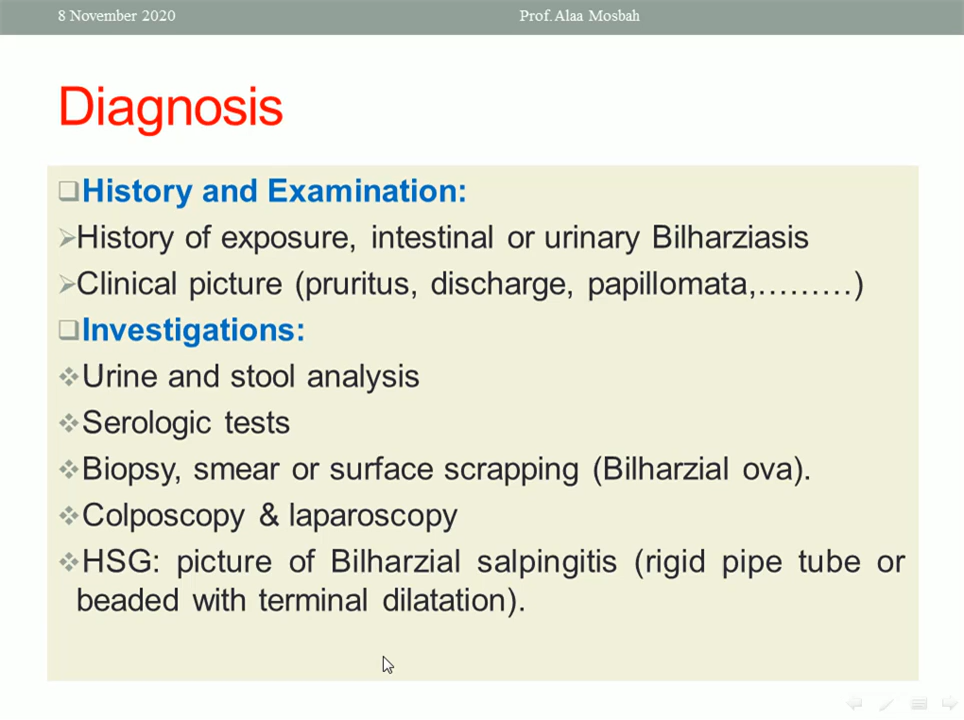 8 November 2020 Prof.Alaa Mosbah
Diagnosis
History and Examination:
History of exposure, intestinal or urinary Bilharziasis
Clinical picture (pruritus, discharge, papillomata,………)
Investigations:
Urine and stool analysis
Serologic tests
Biopsy, smear or surface scrapping (Bilharzial ova).
Colposcopy & laparoscopy
HSG: picture of Bilharzial salpingitis (rigid pipe tube or
beaded with terminal dilatation).